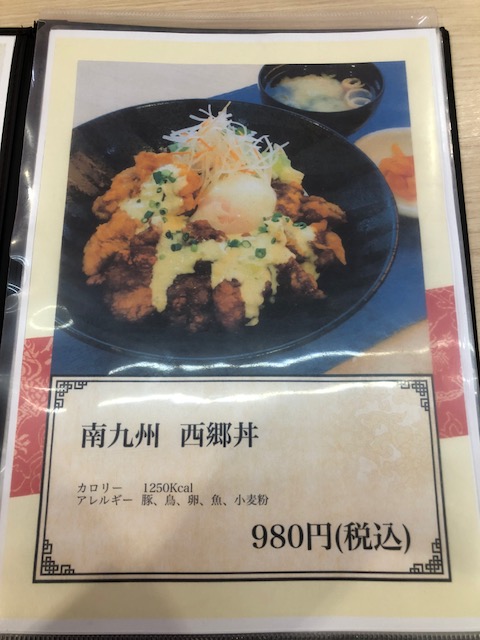 南九州 西郷丼
カロリー 1250Kcal
アレルギー 豚、鳥、卵、魚、小麦粉
980円(税込)